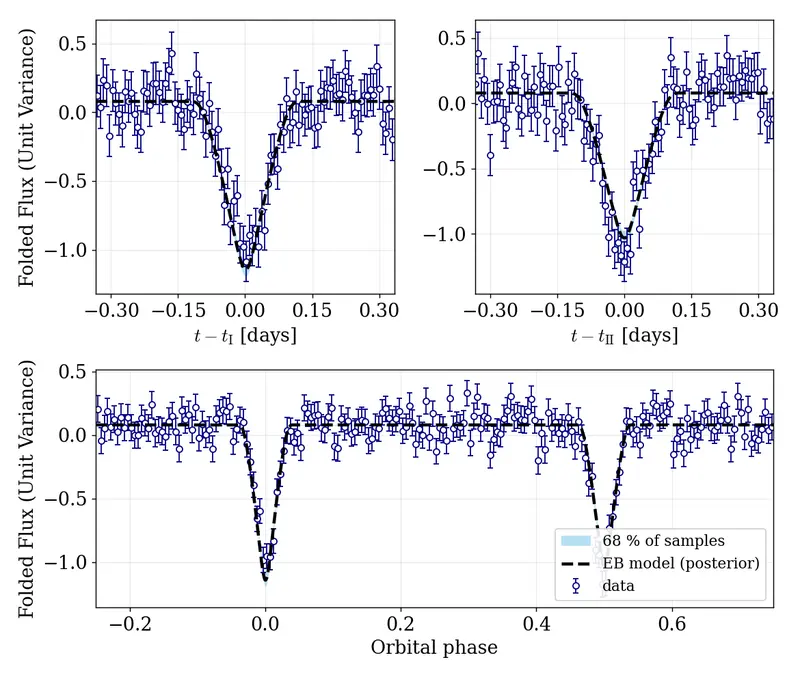 Folded Flux (Unit Variance)
0.5
0.0
−0.5
−1.0
−0.30 −0.15 0.00 0.15 0.30
t − tI [days]
0.5
0.0
−0.5
−1.0
−0.30 −0.15 0.00 0.15 0.30
t − tII [days]
Folded Flux (Unit Variance)
0.5
0.0
−0.5
−1.0
68 % of samples
EB model (posterior)
data
−0.2 0.0 0.2 0.4 0.6
Orbital phase